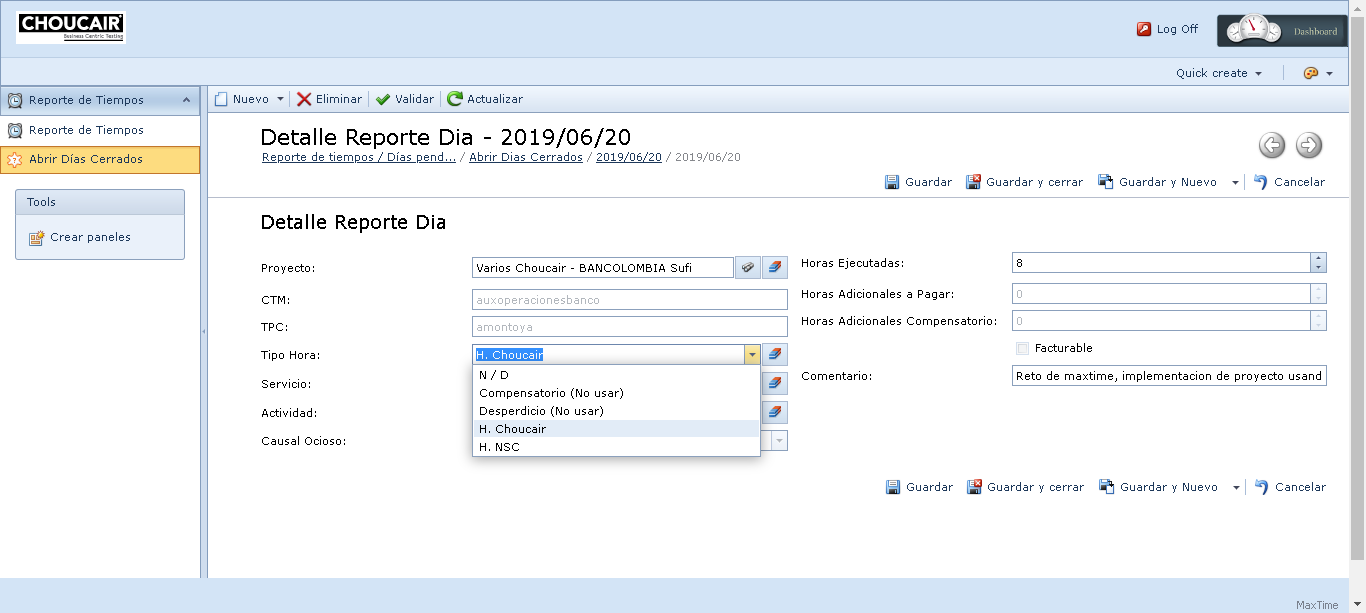 CHOUCAIR
Business Centric Testing
Log Off
Dashboard
Quick create
Reporte de Tiempos
Reporte de Tiempos
Abrir Días Cerrados
Tools
Crear paneles
Nuevo Eliminar Validar Actualizar
Detalle Reporte Dia - 2019/06/20
Reporte de tiempos / Días pend... / Abrir Dias Cerrados / 2019/06/20 / 2019/06/20
Guardar Guardar y cerrar Guardar y Nuevo Cancelar
Detalle Reporte Dia
Proyecto: Varios Choucair - BANCOLOMBIA Sufi
CTM: auxoperacionesbanco
TPC: amontoya
Tipo Hora: H. Choucair
N / D
Compensatorio (No usar)
Desperdicio (No usar)
H. Choucair
H. NSC
Servicio:
Actividad:
Causal Ocioso:
Horas Ejecutadas: 8
Horas Adicionales a Pagar: 0
Horas Adicionales Compensatorio: 0
Facturable
Comentario: Reto de maxtime, implementacion de proyecto usand
Guardar Guardar y cerrar Guardar y Nuevo Cancelar
MaxTime